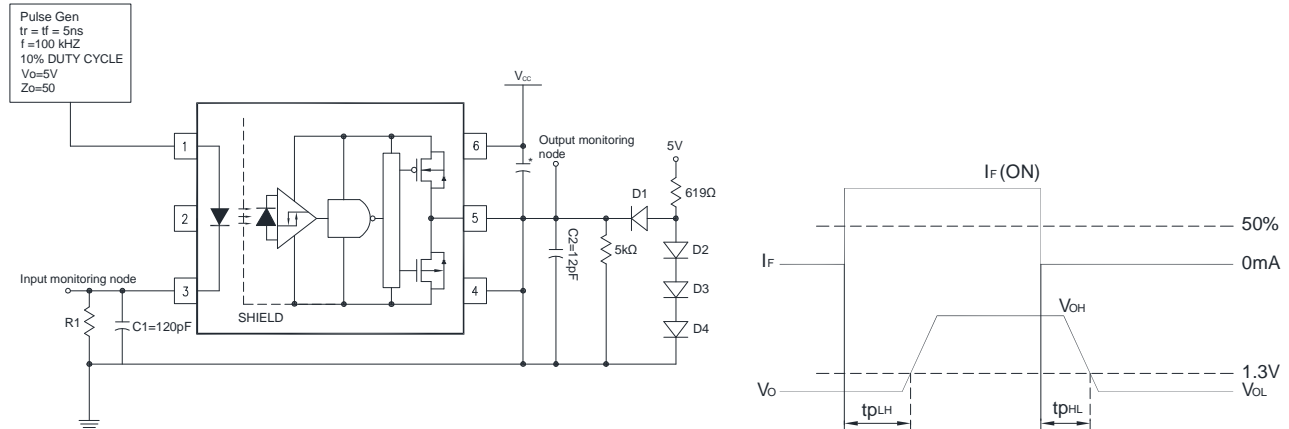 Pulse Gen
tr = tf = 5ns
f =100 kHZ
10% DUTY CYCLE
Vo=5V
Zo=50
Vcc
1
2
3
6
5
4
Output monitoring
node
5V
619Ω
D1
D2
D3
D4
5kΩ
C2=12pF
*
Input monitoring node
R1
C1=120pF
SHIELD
IF (ON)
50%
IF
0mA
VOH
1.3V
VO
VOL
tpLH
tpHL